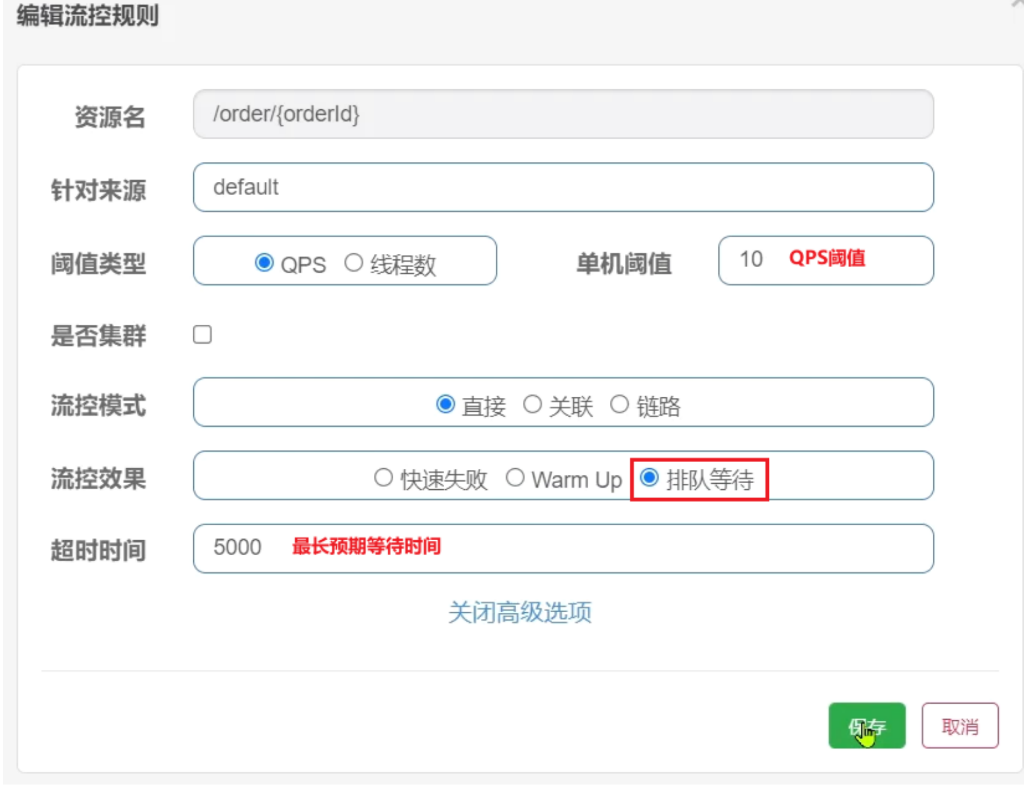 编辑流控规则
资源名 /order/{orderId}
针对来源 default
阈值类型 QPS 线程数 单机阈值 10 QPS阈值
是否集群
流控模式 直接 关联 链路
流控效果 快速失败 Warm Up 排队等待
超时时间 5000 最长预期等待时间
关闭高级选项
保存 取消